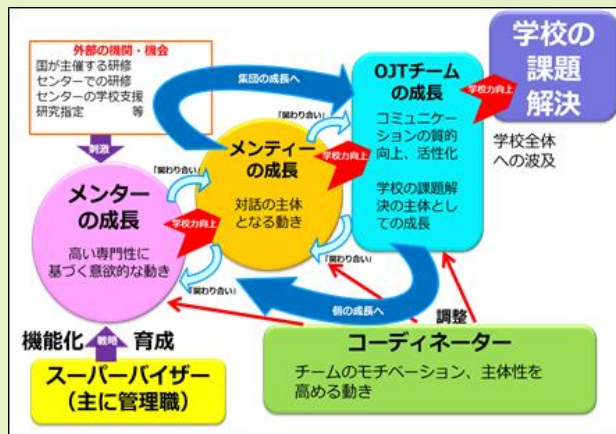 外部の機関・機会
国が主催する研修
センターでの研修
センターの学校支援
研究指定 等
刺激
メンター
の成長
高い専門性に
基づく意欲的な動き
機能化
戦略
育成
スーパーバイザー
（主に管理職）
集団の成長へ
『関わり合い』
学校力向上
『関わり合い』
メンティー
の成長
対話の主体
となる動き
『関わり合い』
学校力向上
『関わり合い』
OJTチーム
の成長
コミュニケー
ションの質的
向上、活性化
学校の課題解
決の主体とし
ての成長
個の成長へ
学校力向上
学校の
課題
解決
学校全体
への波及
調整
コーディネーター
チームのモチベーション、主体性を
高める動き